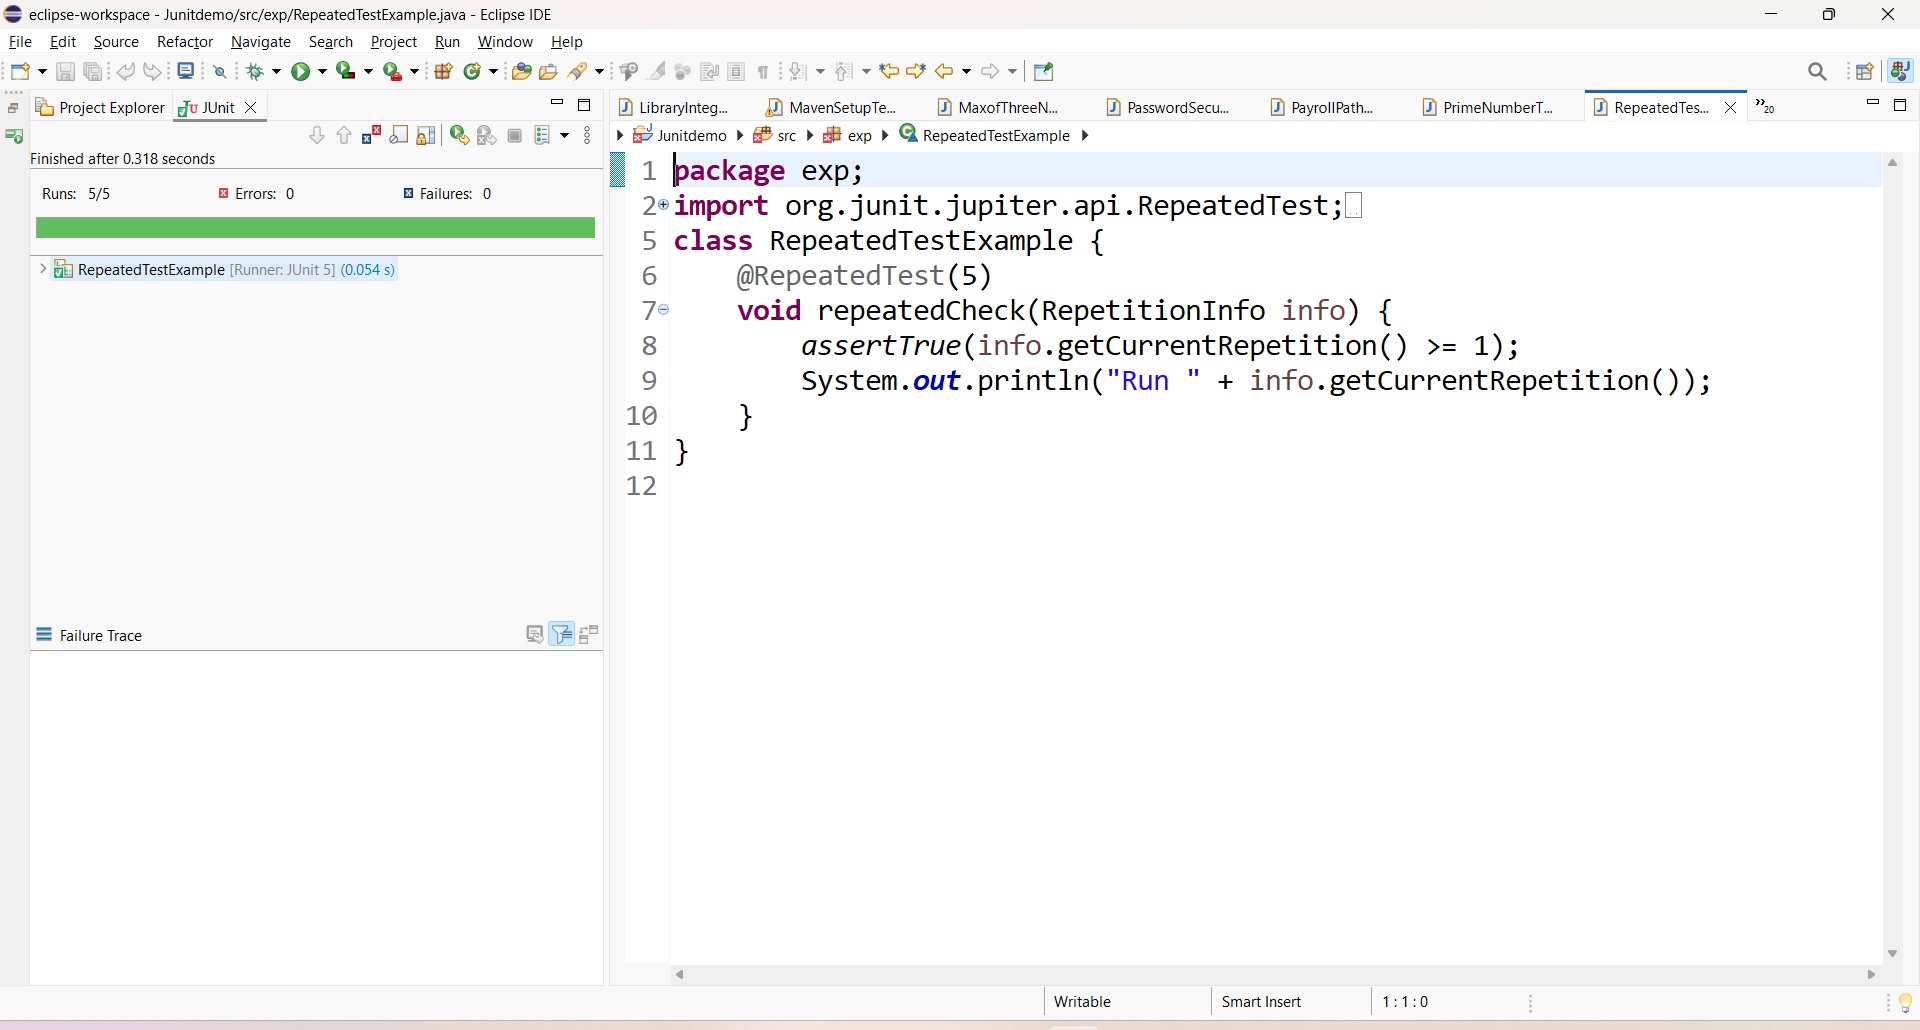 eclipse-workspace - Junitdemo/src/exp/RepeatedTestExample.java - Eclipse IDE
File Edit Source Refactor Navigate Search Project Run Window Help
Project Explorer JUnit
Finished after 0.318 seconds
Runs: 5/5 Errors: 0 Failures: 0
RepeatedTestExample [Runner: JUnit 5] (0.054 s)
Failure Trace
LibraryInteg... MavenSetupTe... MaxofThreeN... PasswordSecu... PayrollPath... PrimeNumberT... RepeatedTes... »20
Junitdemo src exp RepeatedTestExample
1 package exp;
2 import org.junit.jupiter.api.RepeatedTest;
5 class RepeatedTestExample {
6 @RepeatedTest(5)
7 void repeatedCheck(RepetitionInfo info) {
8 assertTrue(info.getCurrentRepetition() >= 1);
9 System.out.println("Run " + info.getCurrentRepetition());
10 }
11 }
12
Writable Smart Insert 1 : 1 : 0